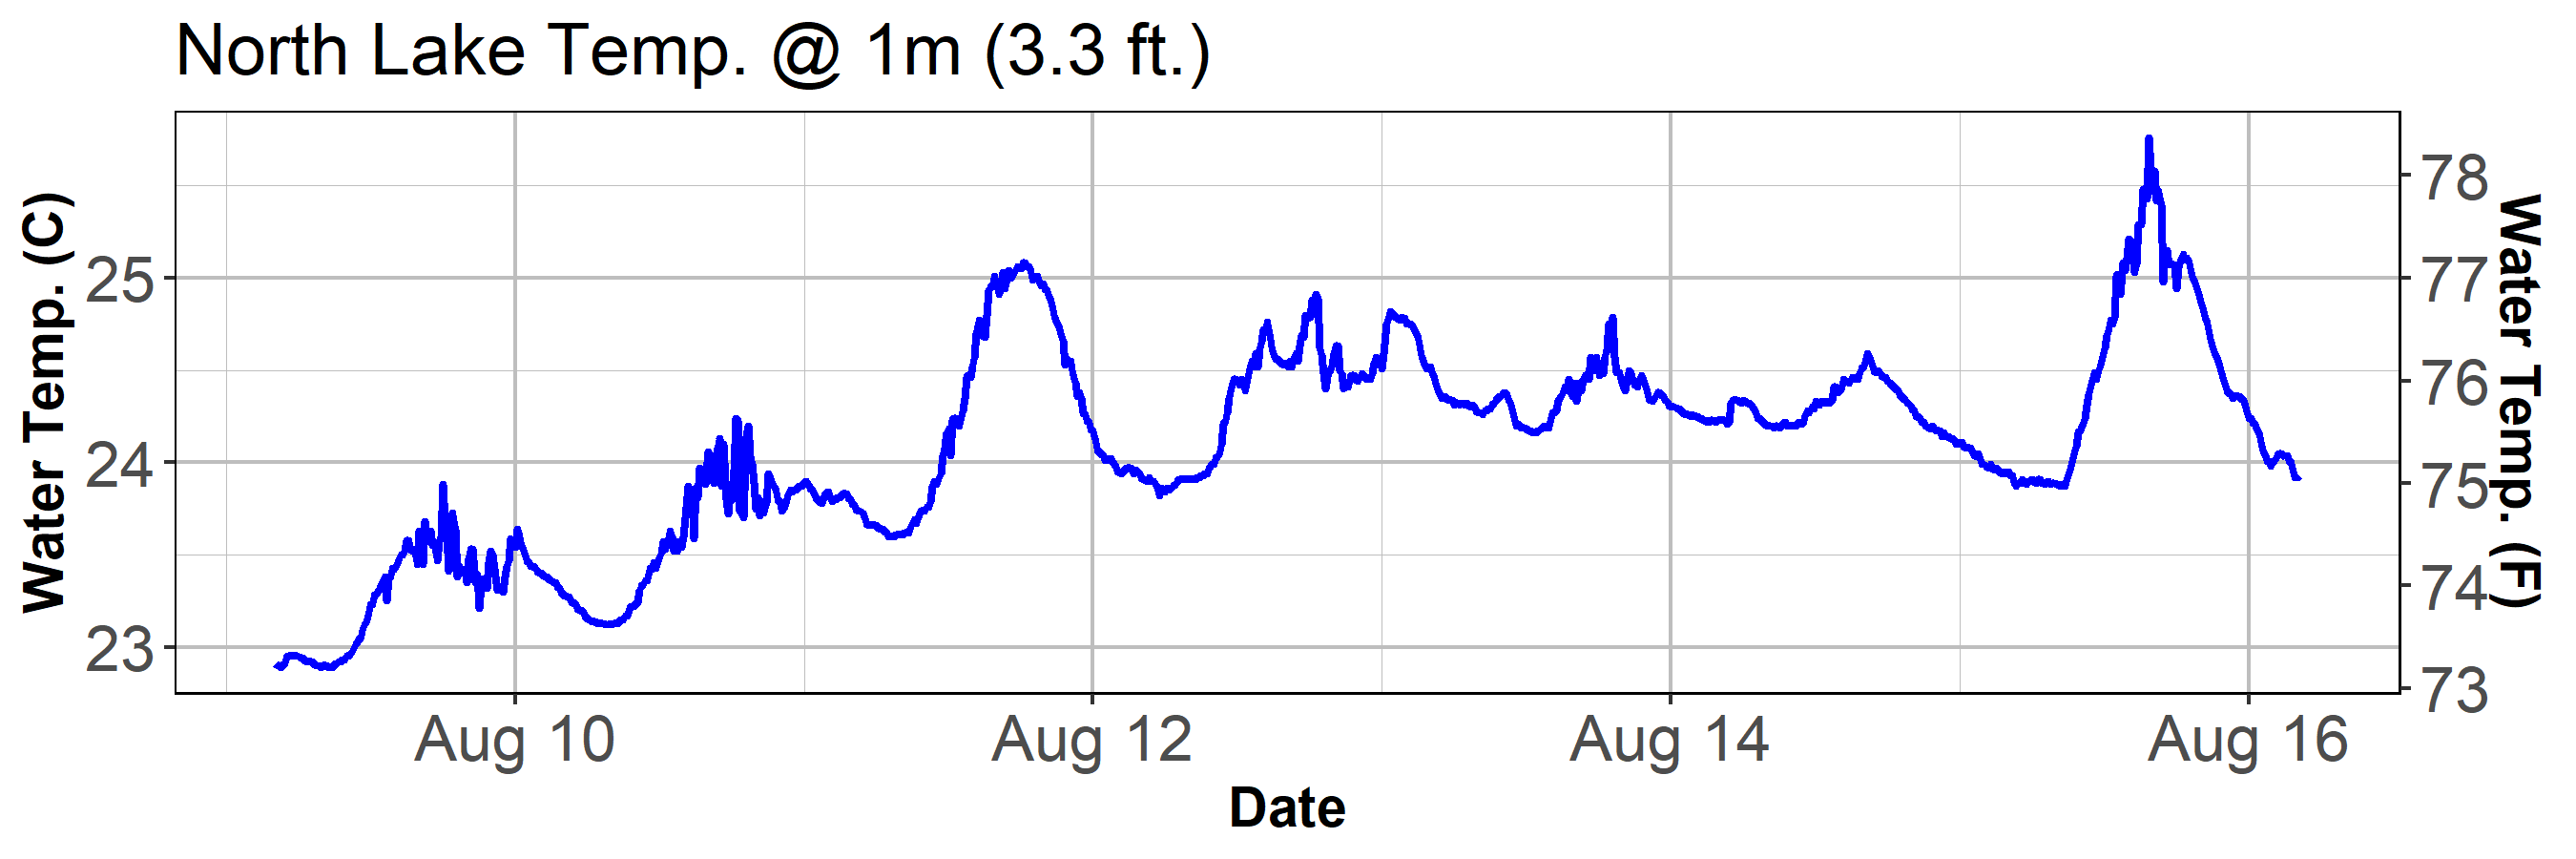 North Lake Temp. @ 1m (3.3 ft.)
Water Temp. (C)
25
24
23
78
77
76
75
74
73
Water Temp. (F)
Aug 10
Aug 12
Aug 14
Aug 16
Date